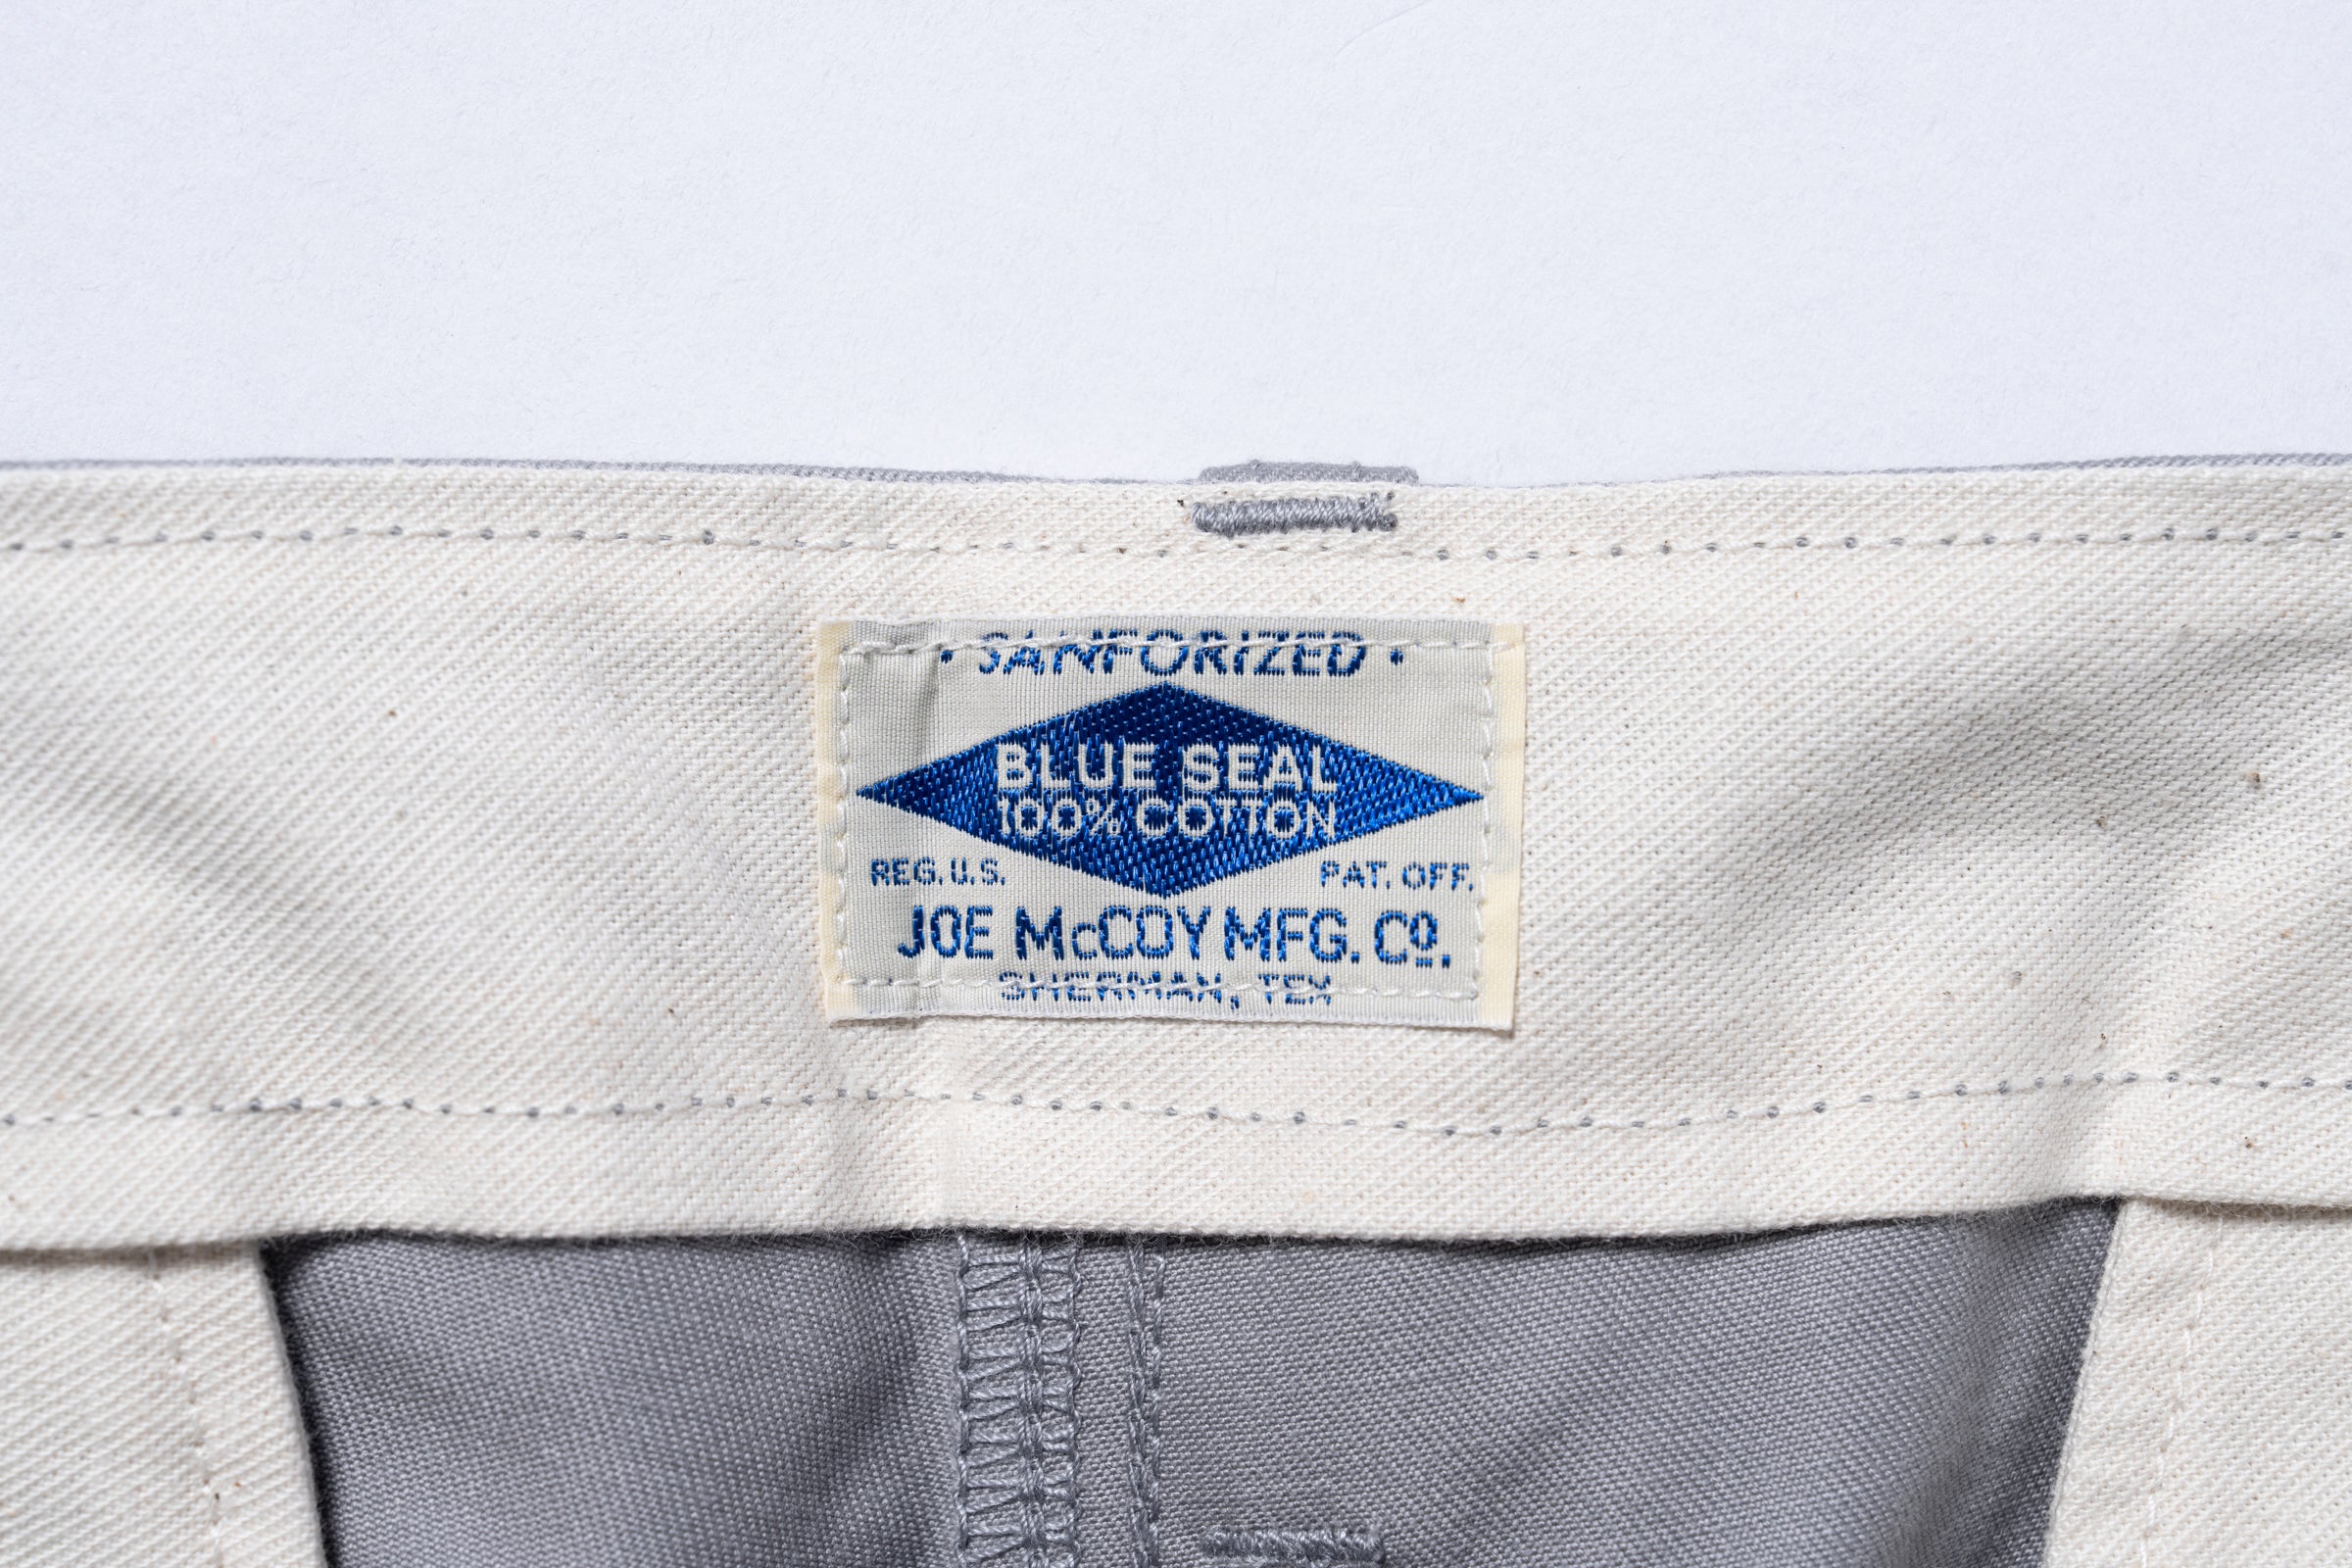 • SANFORIZED •
BLUE SEAL
100% COTTON
REG. U.S. PAT. OFF.
JOE McCOY MFG. Co.
SHERMAN, TEX